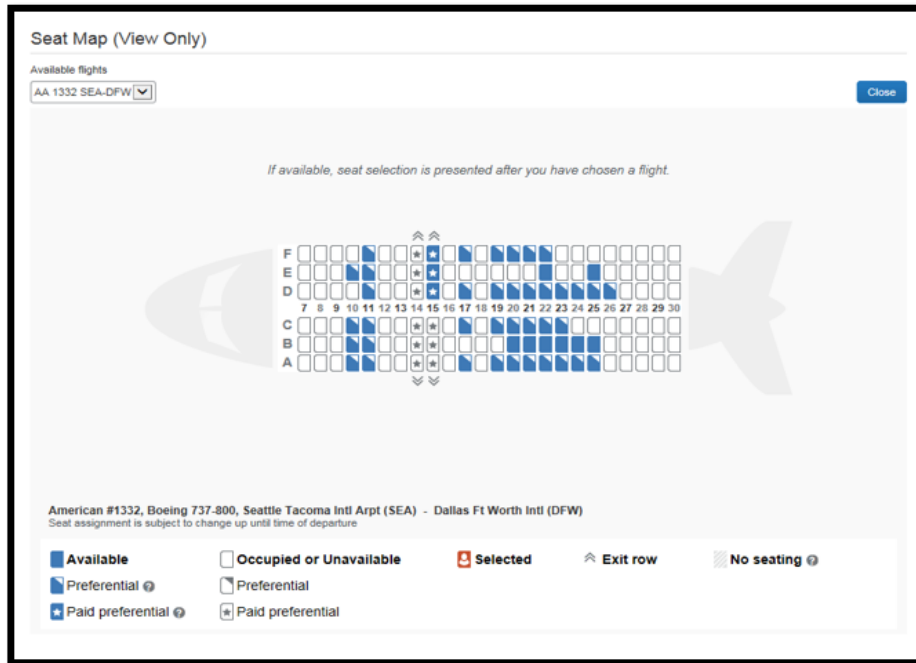 Seat Map (View Only)
Available flights
AA 1332 SEA-DFW
Close
If available, seat selection is presented after you have chosen a flight.
F
E
D
7 8 9 10 11 12 13 14 15 16 17 18 19 20 21 22 23 24 25 26 27 28 29 30
C
B
A
American #1332, Boeing 737-800, Seattle Tacoma Intl Arpt (SEA) - Dallas Ft Worth Intl (DFW)
Seat assignment is subject to change up until time of departure
Available Occupied or Unavailable Selected Exit row No seating ?
Preferential ? Preferential
Paid preferential ? Paid preferential